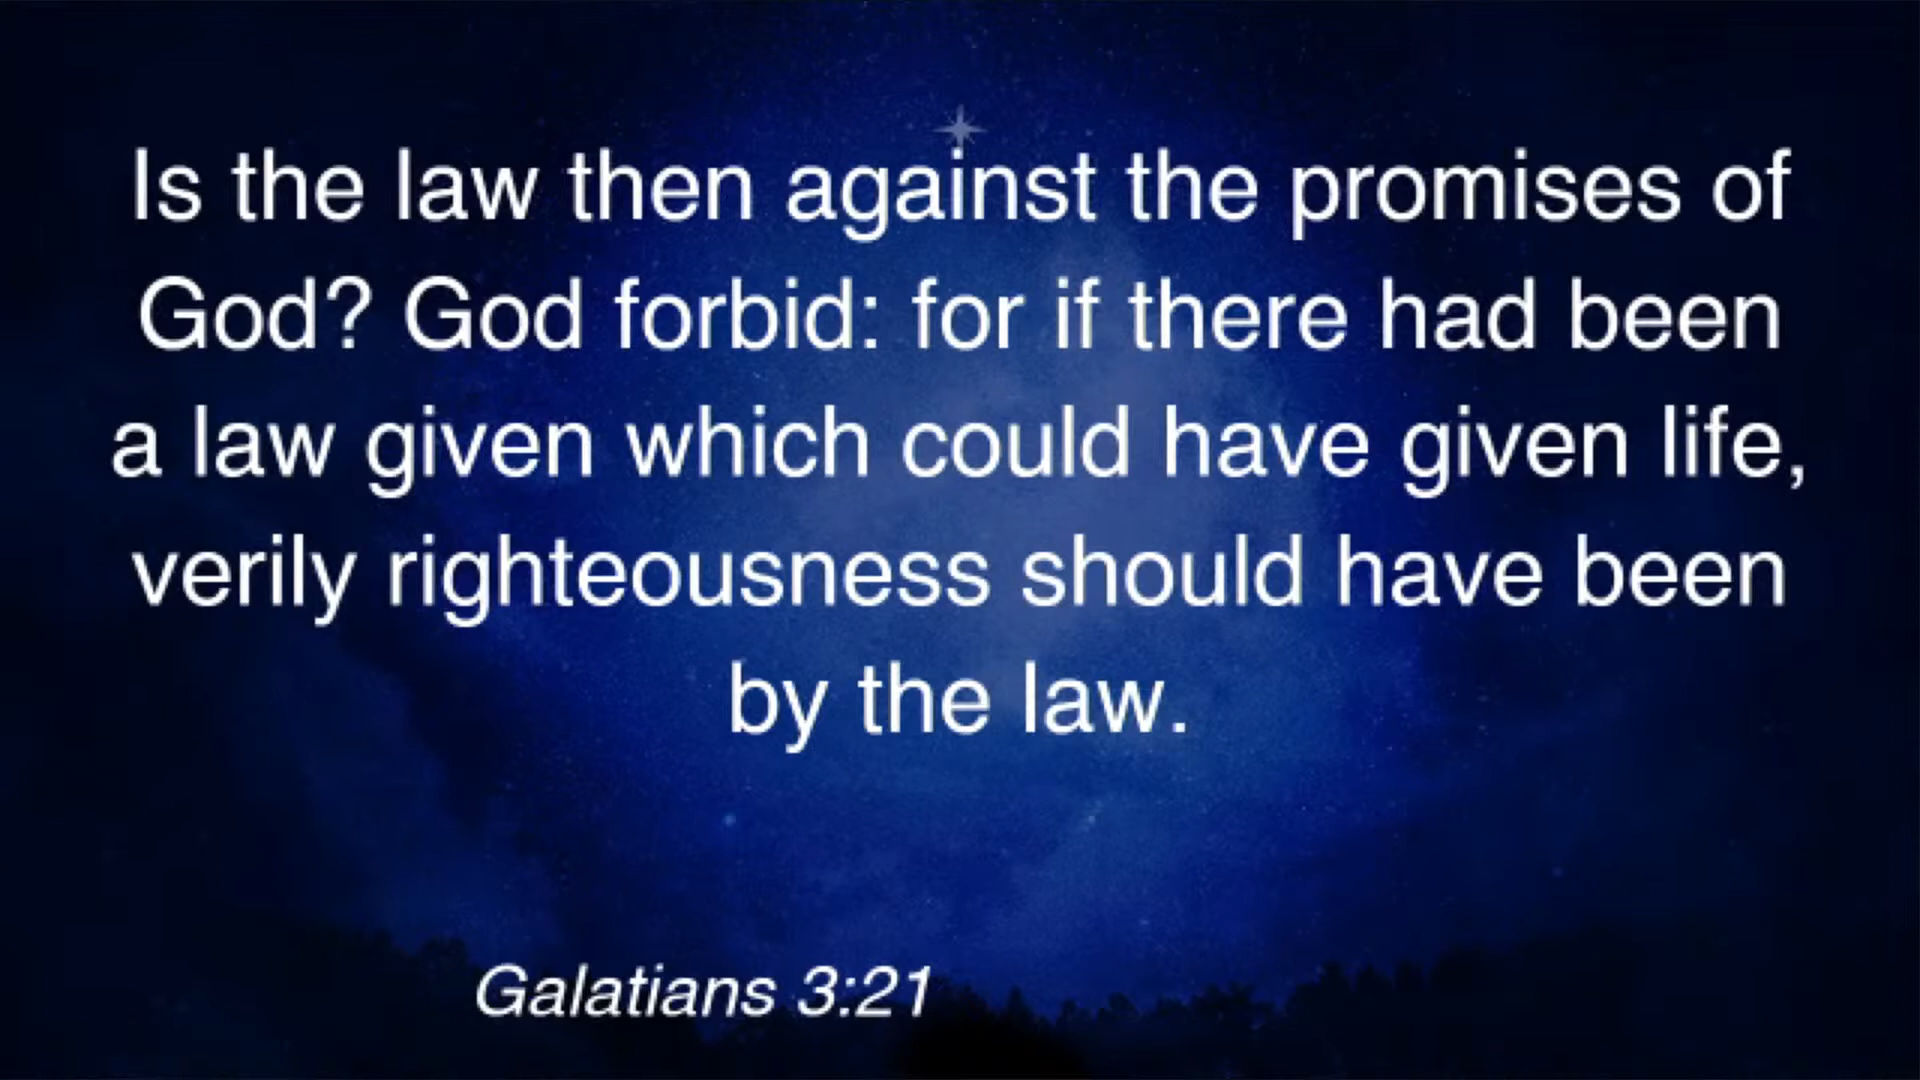 Is the law then against the promises of
God? God forbid: for if there had been
a law given which could have given life,
verily righteousness should have been
by the law.
Galatians 3:21